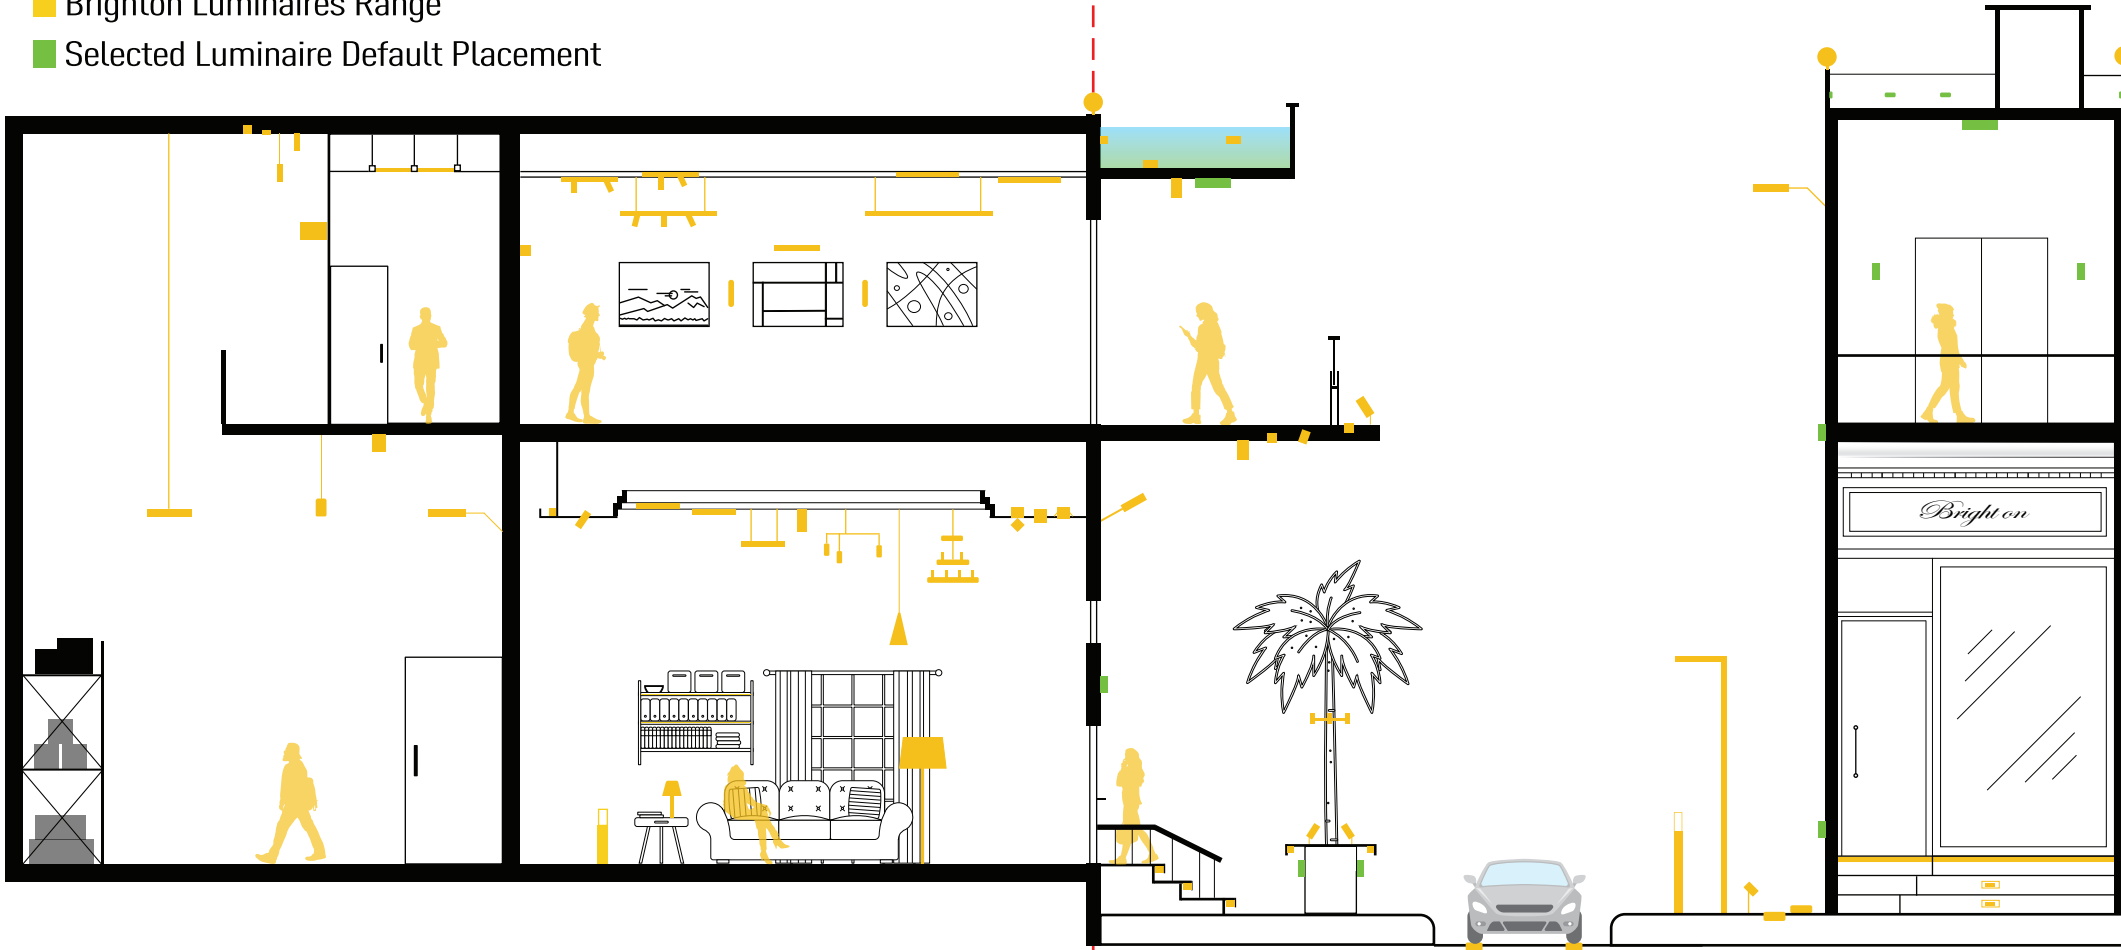 Brighton Luminaires Range
Selected Luminaire Default Placement
Bright on